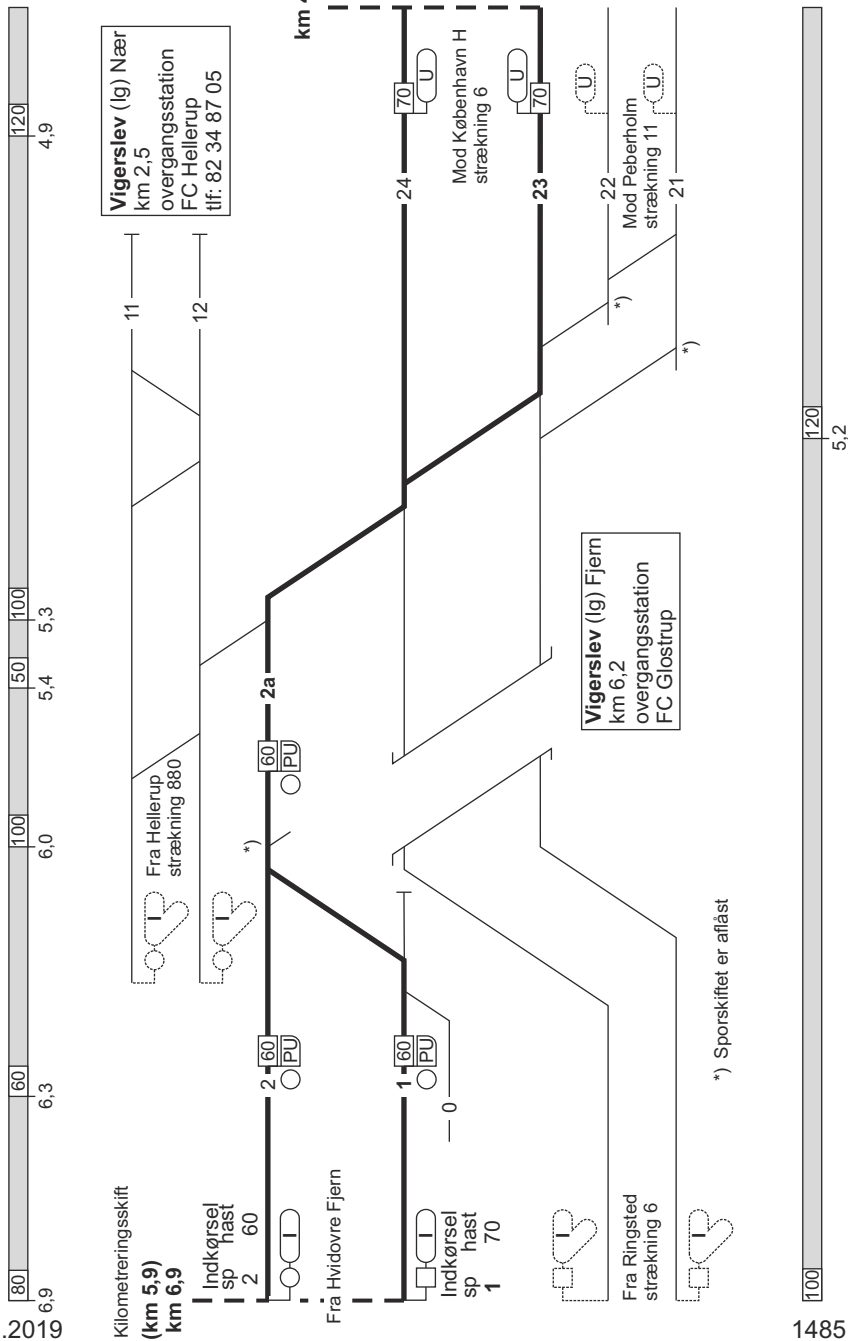 .2019
80
60
100
50
100
120
6,9
6,3
6,0
5,4
5,3
4,9
Kilometreringsskift
(km 5,9)
km 6,9
Fra Hellerup
strækning 880
I
I
11
12
Vigerslev (lg) Nær
km 2,5
overgangsstation
FC Hellerup
tlf: 82 34 87 05
Indkørsel
sp hast
2 60
I
2
60
PU
*)
60
PU
2a
Fra Hvidovre Fjern
I
Indkørsel
sp hast
1 70
1
60
PU
0
24
70
U
Mod København H
strækning 6
U
70
23
22
U
Mod Peberholm
strækning 11
U
21
*)
*)
Vigerslev (lg) Fjern
km 6,2
overgangsstation
FC Glostrup
I
Fra Ringsted
strækning 6
I
*) Sporskiftet er aflåst
100
120
5,2
1485